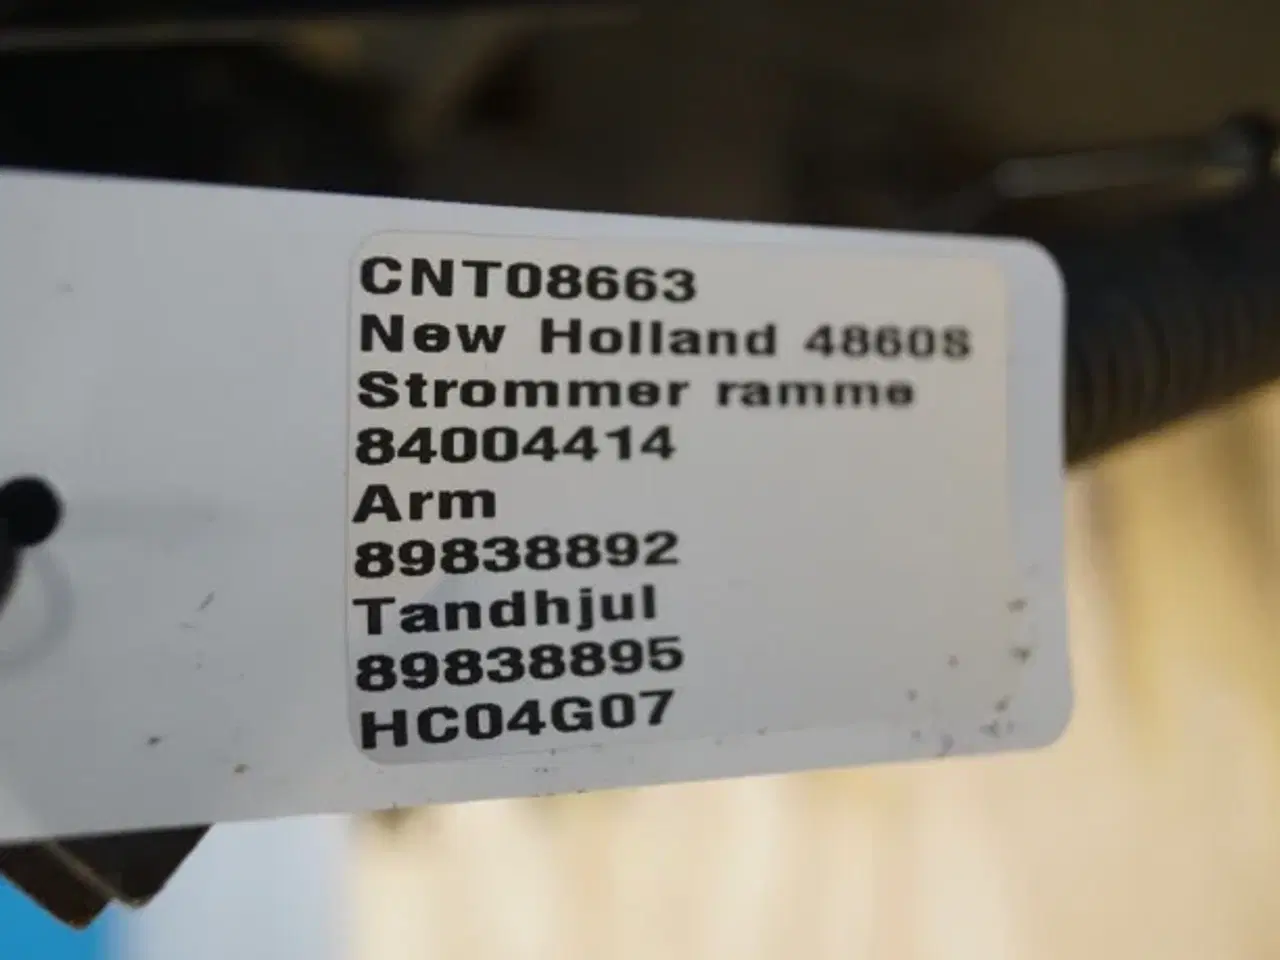 CNT08663
New Holland 4860S
Strommer ramme
84004414
Arm
89838892
Tandhjul
89838895
HC04G07